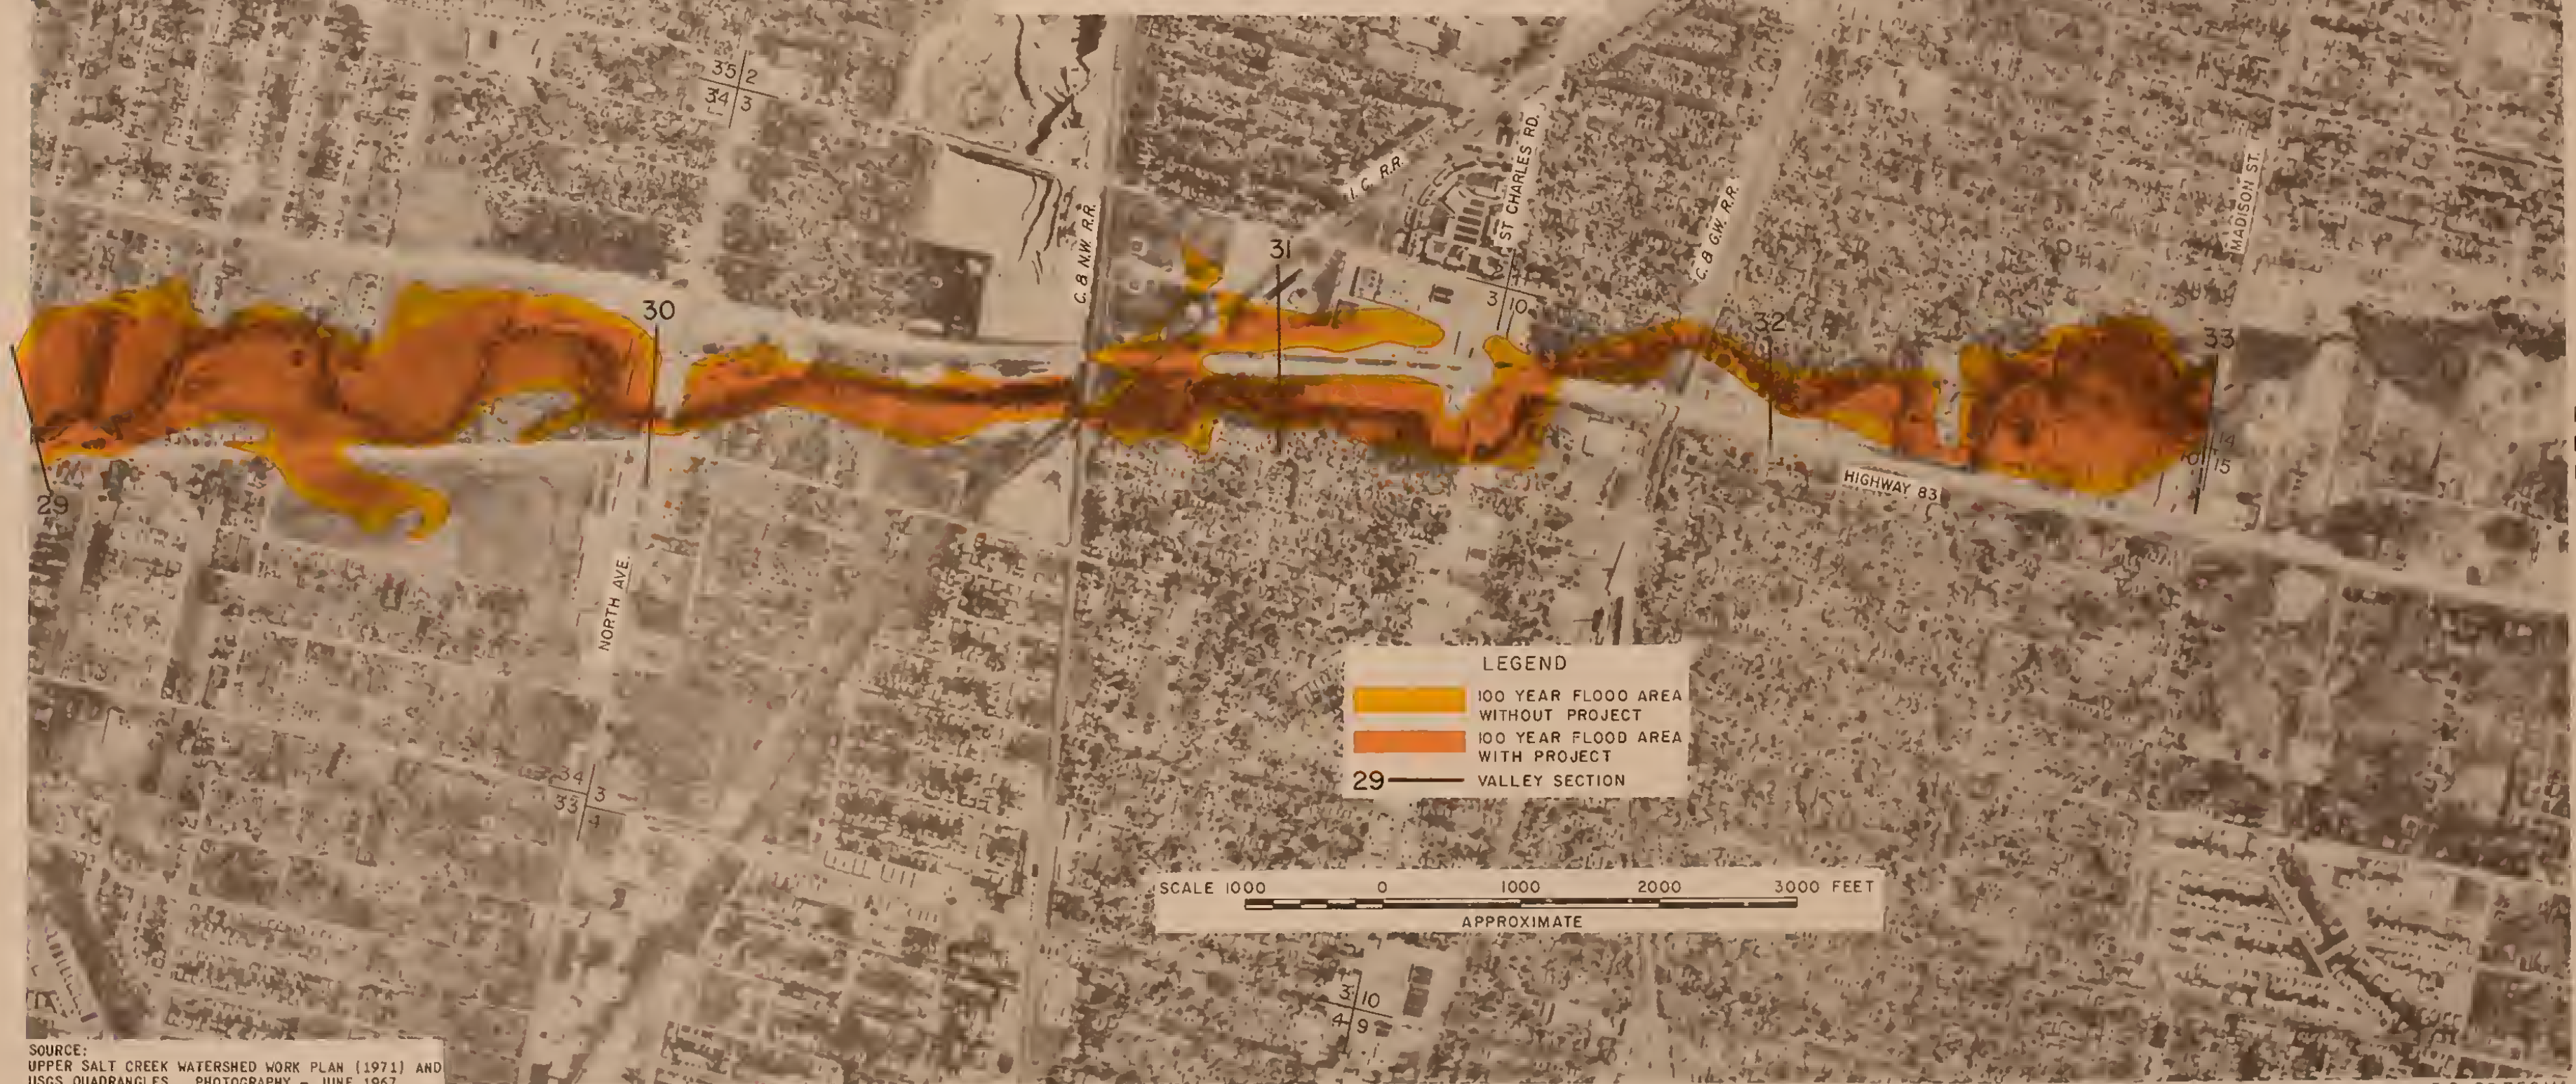 35 2
34 3
I. C. R.R.
ST CHARLES RD.
C. & N.W. R.R.
C. & G.W. R.R.
MADISON ST.
31
3 10
30
32
33
14
10 15
HIGHWAY 83
29
NORTH AVE.
LEGEND
100 YEAR FLOOD AREA
WITHOUT PROJECT
100 YEAR FLOOD AREA
WITH PROJECT
29 VALLEY SECTION
34 3
33 4
SCALE 1000 0 1000 2000 3000 FEET
APPROXIMATE
3 10
4 9
SOURCE:
UPPER SALT CREEK WATERSHED WORK PLAN (1971) AND
USGS QUADRANGLES. PHOTOGRAPHY - JUNE 1967